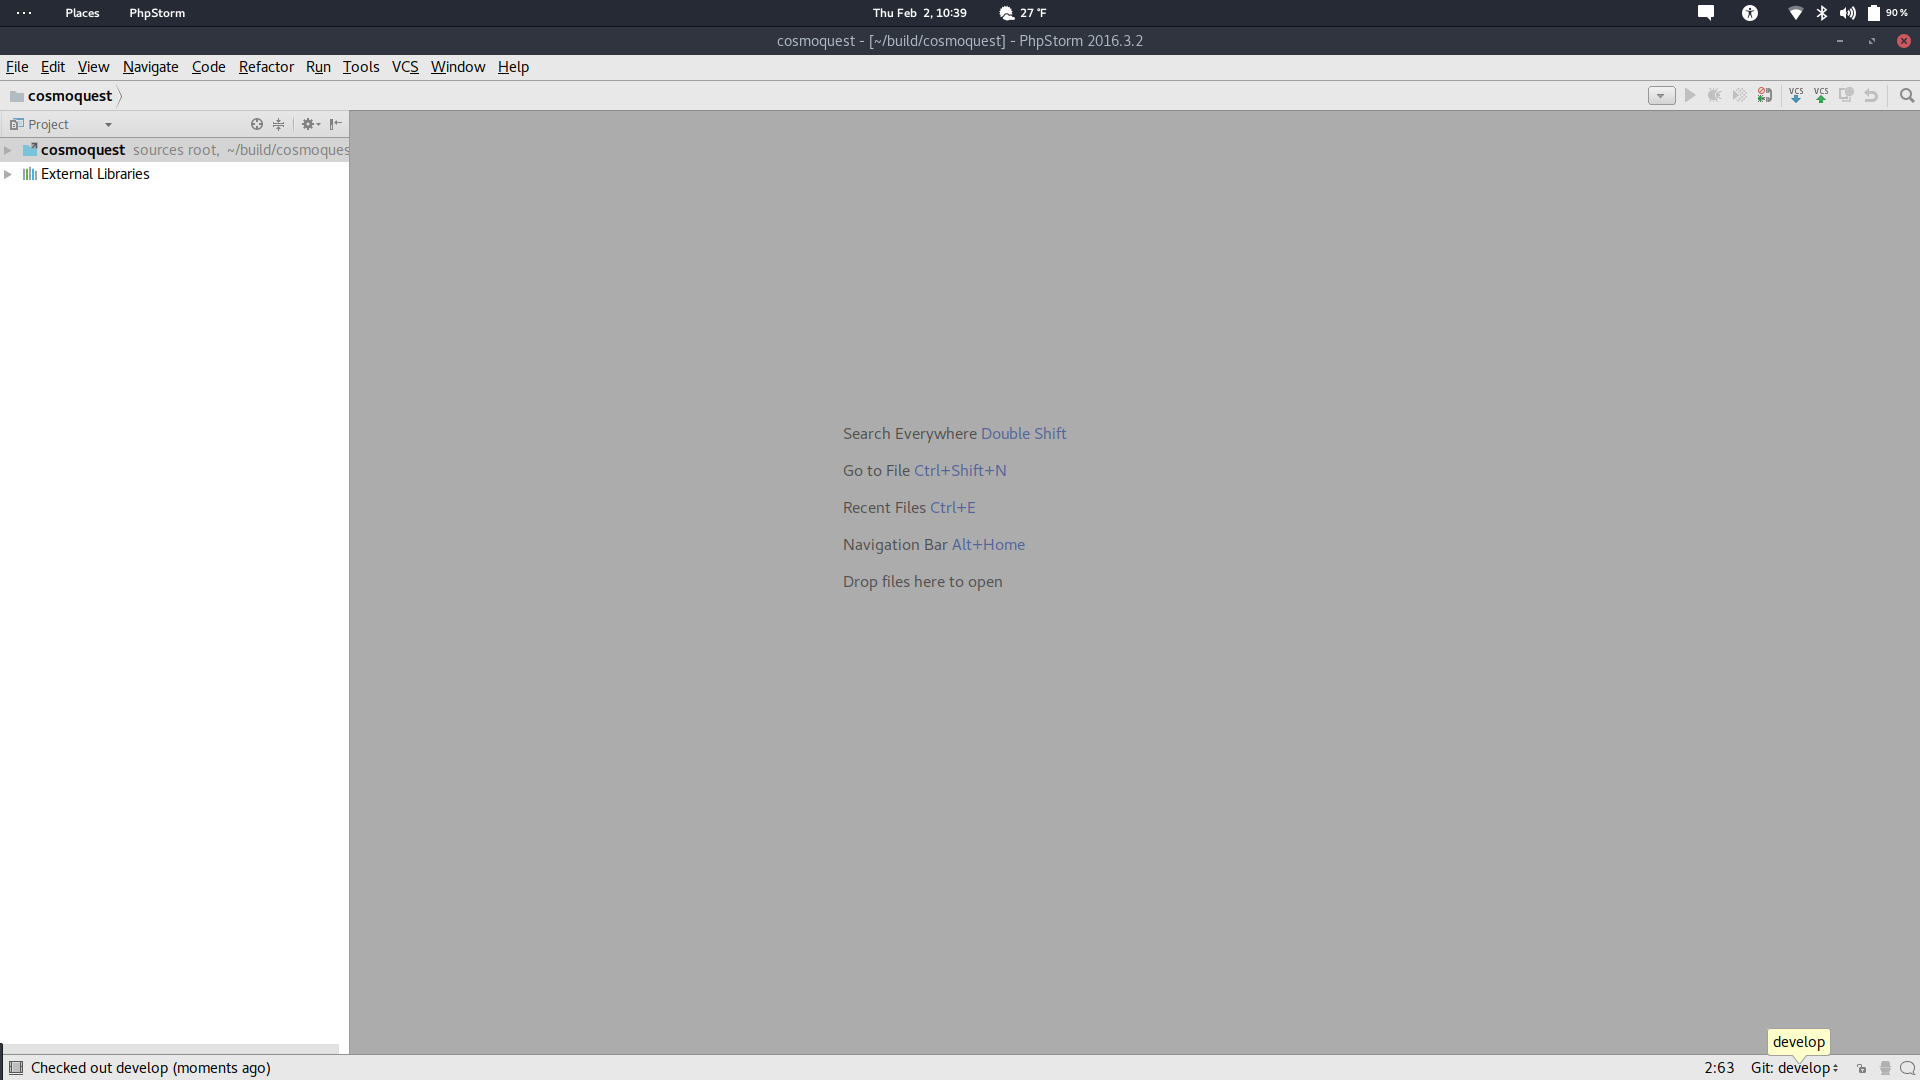 Places PhpStorm Thu Feb 2, 10:39 27 °F 90 %
cosmoquest - [~/build/cosmoquest] - PhpStorm 2016.3.2
File Edit View Navigate Code Refactor Run Tools VCS Window Help
cosmoquest VCS VCS
Project
cosmoquest sources root, ~/build/cosmoques
External Libraries
Search Everywhere Double Shift
Go to File Ctrl+Shift+N
Recent Files Ctrl+E
Navigation Bar Alt+Home
Drop files here to open
develop
Checked out develop (moments ago) 2:63 Git: develop